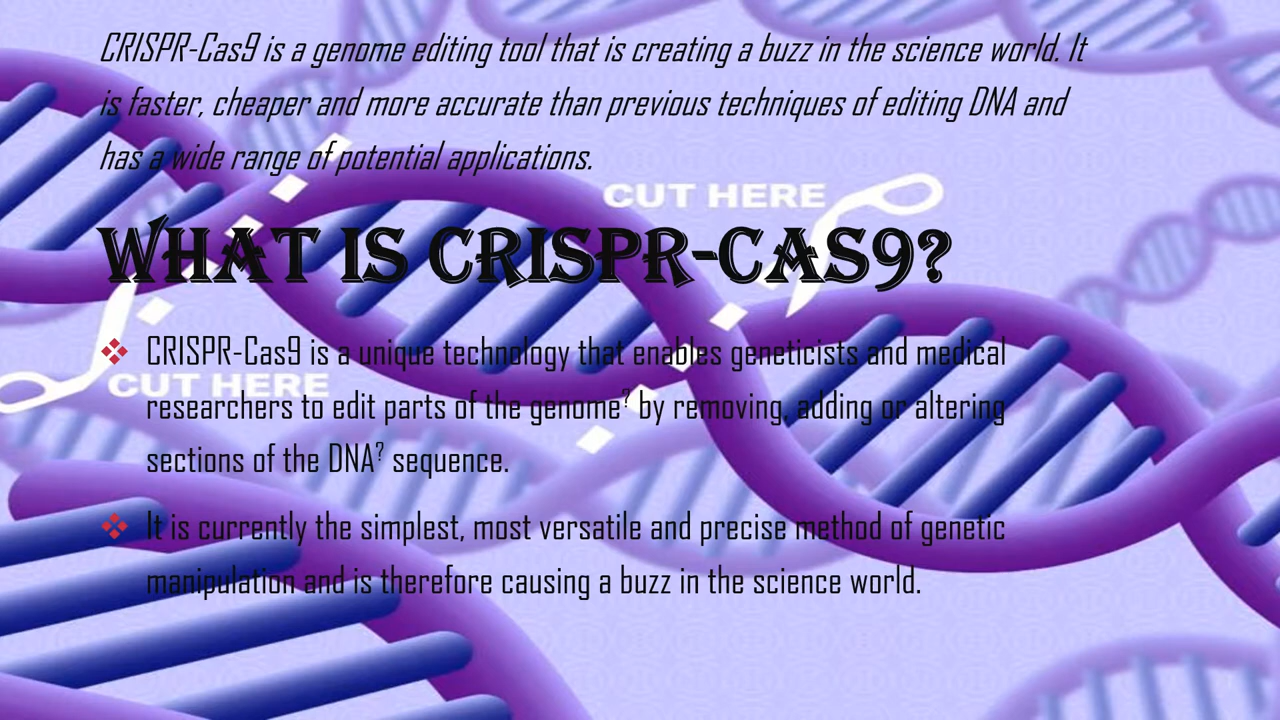 CRISPR-Cas9 is a genome editing tool that is creating a buzz in the science world. It
is faster, cheaper and more accurate than previous techniques of editing DNA and
has a wide range of potential applications.
CUT HERE
WHAT IS CRISPR-CAS9?
CRISPR-Cas9 is a unique technology that enables geneticists and medical
CUT HERE
researchers to edit parts of the genome? by removing, adding or altering
sections of the DNA? sequence.
It is currently the simplest, most versatile and precise method of genetic
manipulation and is therefore causing a buzz in the science world.